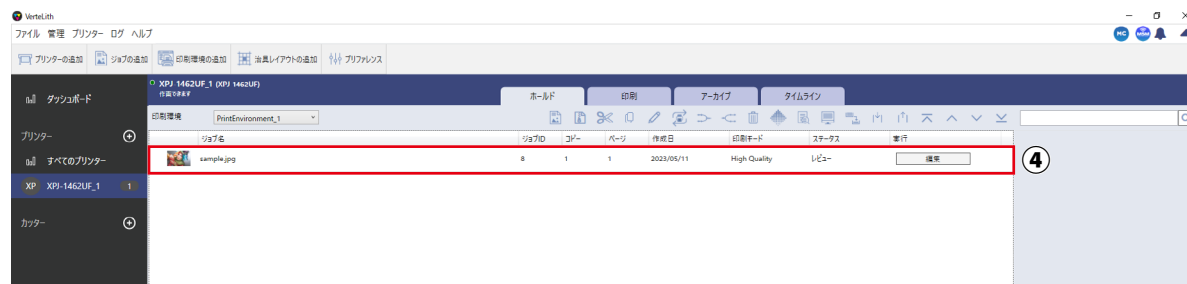 VerteLith
ファイル 管理 プリンター ログ ヘルプ
MC MSM
プリンターの追加 ジョブの追加 印刷環境の追加 治具レイアウトの追加 プリファレンス
ダッシュボード
プリンター
すべてのプリンター
XP XPJ-1462UF_1 1
カッター
XPJ 1462UF_1 (XPJ 1462UF)
作画できます
ホールド 印刷 アーカイブ タイムライン
印刷環境 PrintEnvironment_1
ジョブ名 ジョブID コピー ページ 作成日 印刷モード ステータス 実行
sample.jpg 8 1 1 2023/05/11 High Quality レビュー 編集
④